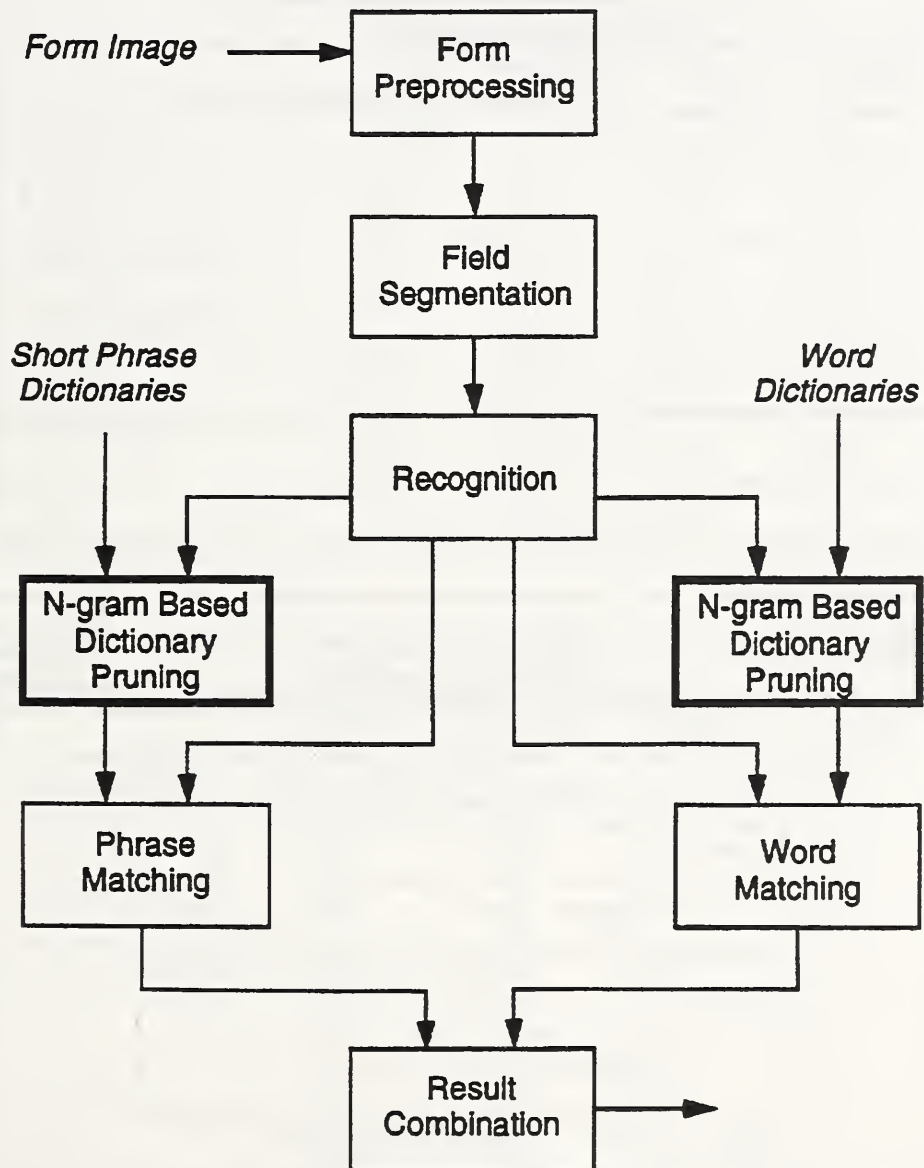 Form Image
Form
Preprocessing
Field
Segmentation
Short Phrase
Dictionaries
Word
Dictionaries
Recognition
N-gram Based
Dictionary
Pruning
N-gram Based
Dictionary
Pruning
Phrase
Matching
Word
Matching
Result
Combination